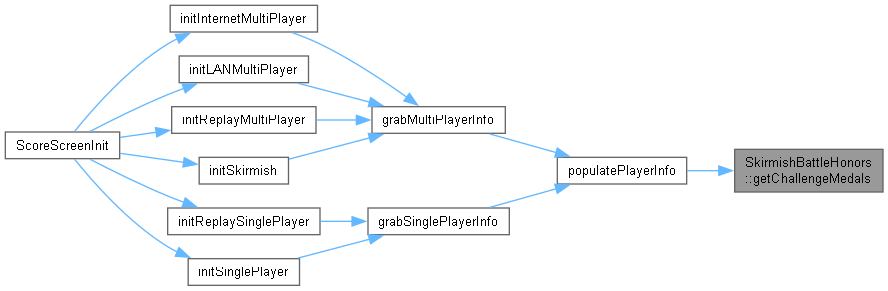 initInternetMultiPlayer
initLANMultiPlayer
initReplayMultiPlayer
grabMultiPlayerInfo
ScoreScreenInit
initSkirmish
populatePlayerInfo
SkirmishBattleHonors
::getChallengeMedals
initReplaySinglePlayer
grabSinglePlayerInfo
initSinglePlayer